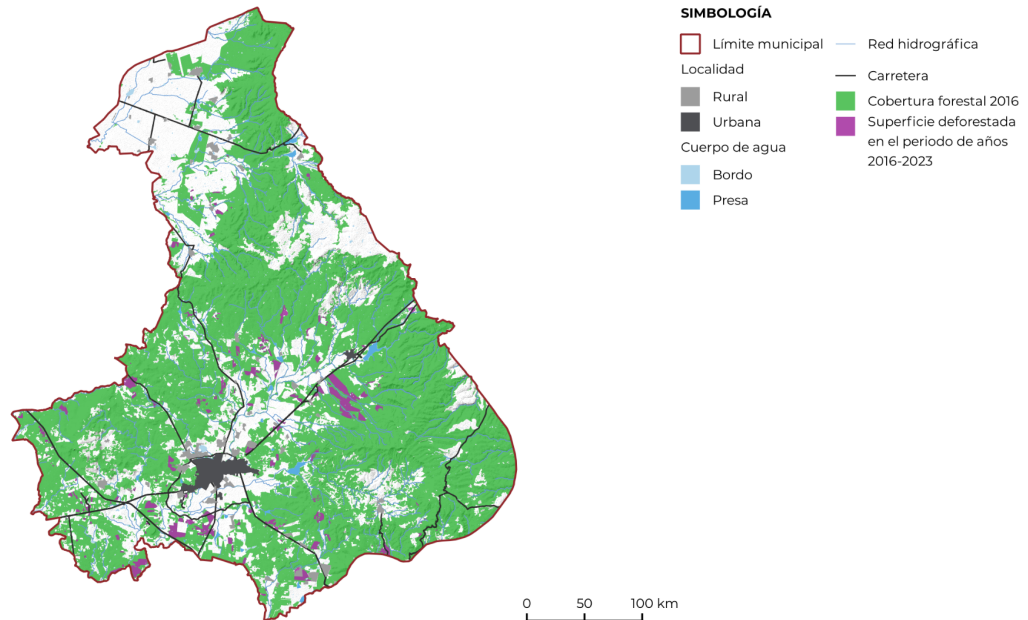 SIMBOLOGÍA
Límite municipal
Localidad
Rural
Urbana
Cuerpo de agua
Bordo
Presa
Red hidrográfica
Carretera
Cobertura forestal 2016
Superficie deforestada
en el periodo de años
2016-2023
0 50 100 km